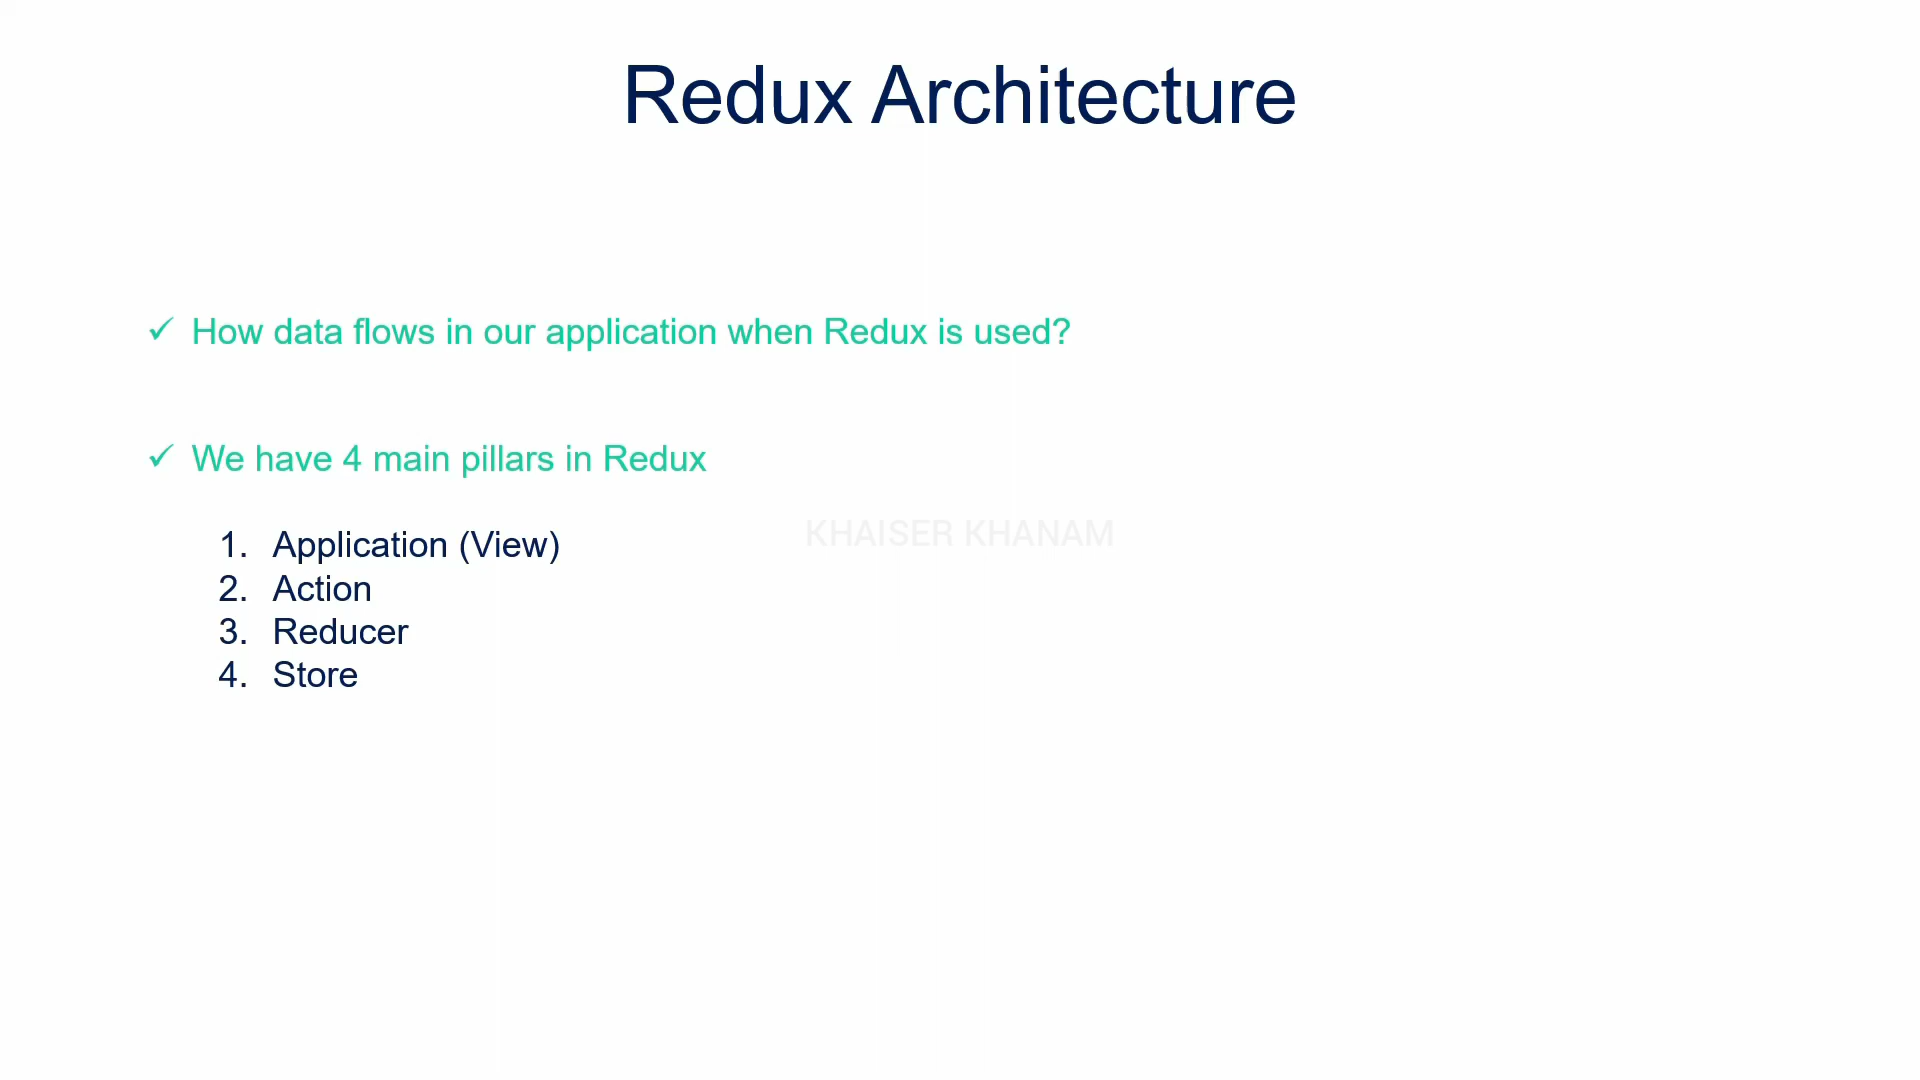 Redux Architecture
✓ How data flows in our application when Redux is used?
✓ We have 4 main pillars in Redux
KHAISER KHANAM
1. Application (View)
2. Action
3. Reducer
4. Store